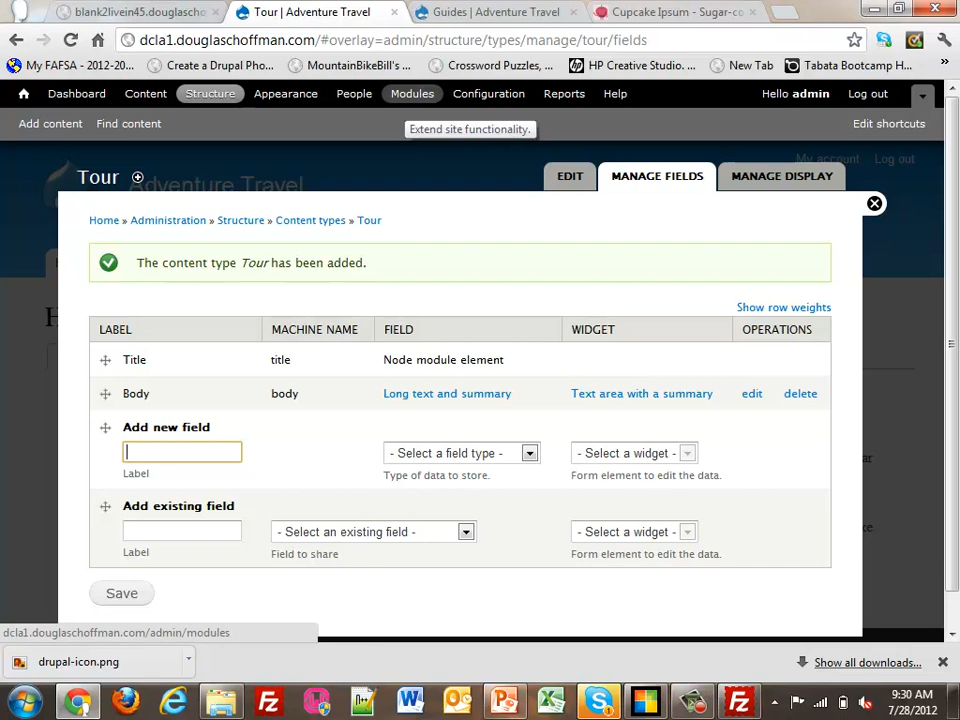 blank2livein45.douglascho
Tour | Adventure Travel
Guides | Adventure Travel
Cupcake Ipsum - Sugar-co
dcla1.douglaschoffman.com/#overlay=admin/structure/types/manage/tour/fields
My FAFSA - 2012-20...
Create a Drupal Pho...
MountainBikeBill's ...
Crossword Puzzles, ...
HP Creative Studio. ...
New Tab
Tabata Bootcamp H...
Dashboard
Content
Structure
Appearance
People
Modules
Configuration
Reports
Help
Hello admin
Log out
Add content
Find content
Extend site functionality.
Edit shortcuts
My account
Log out
Tour
Adventure Travel
EDIT
MANAGE FIELDS
MANAGE DISPLAY
Home » Administration » Structure » Content types » Tour
The content type Tour has been added.
Show row weights
LABEL
MACHINE NAME
FIELD
WIDGET
OPERATIONS
Title
title
Node module element
Body
body
Long text and summary
Text area with a summary
edit
delete
Add new field
- Select a field type -
- Select a widget -
Label
Type of data to store.
Form element to edit the data.
Add existing field
- Select an existing field -
- Select a widget -
Label
Field to share
Form element to edit the data.
Save
dcla1.douglaschoffman.com/admin/modules
drupal-icon.png
Show all downloads...
9:30 AM
7/28/2012